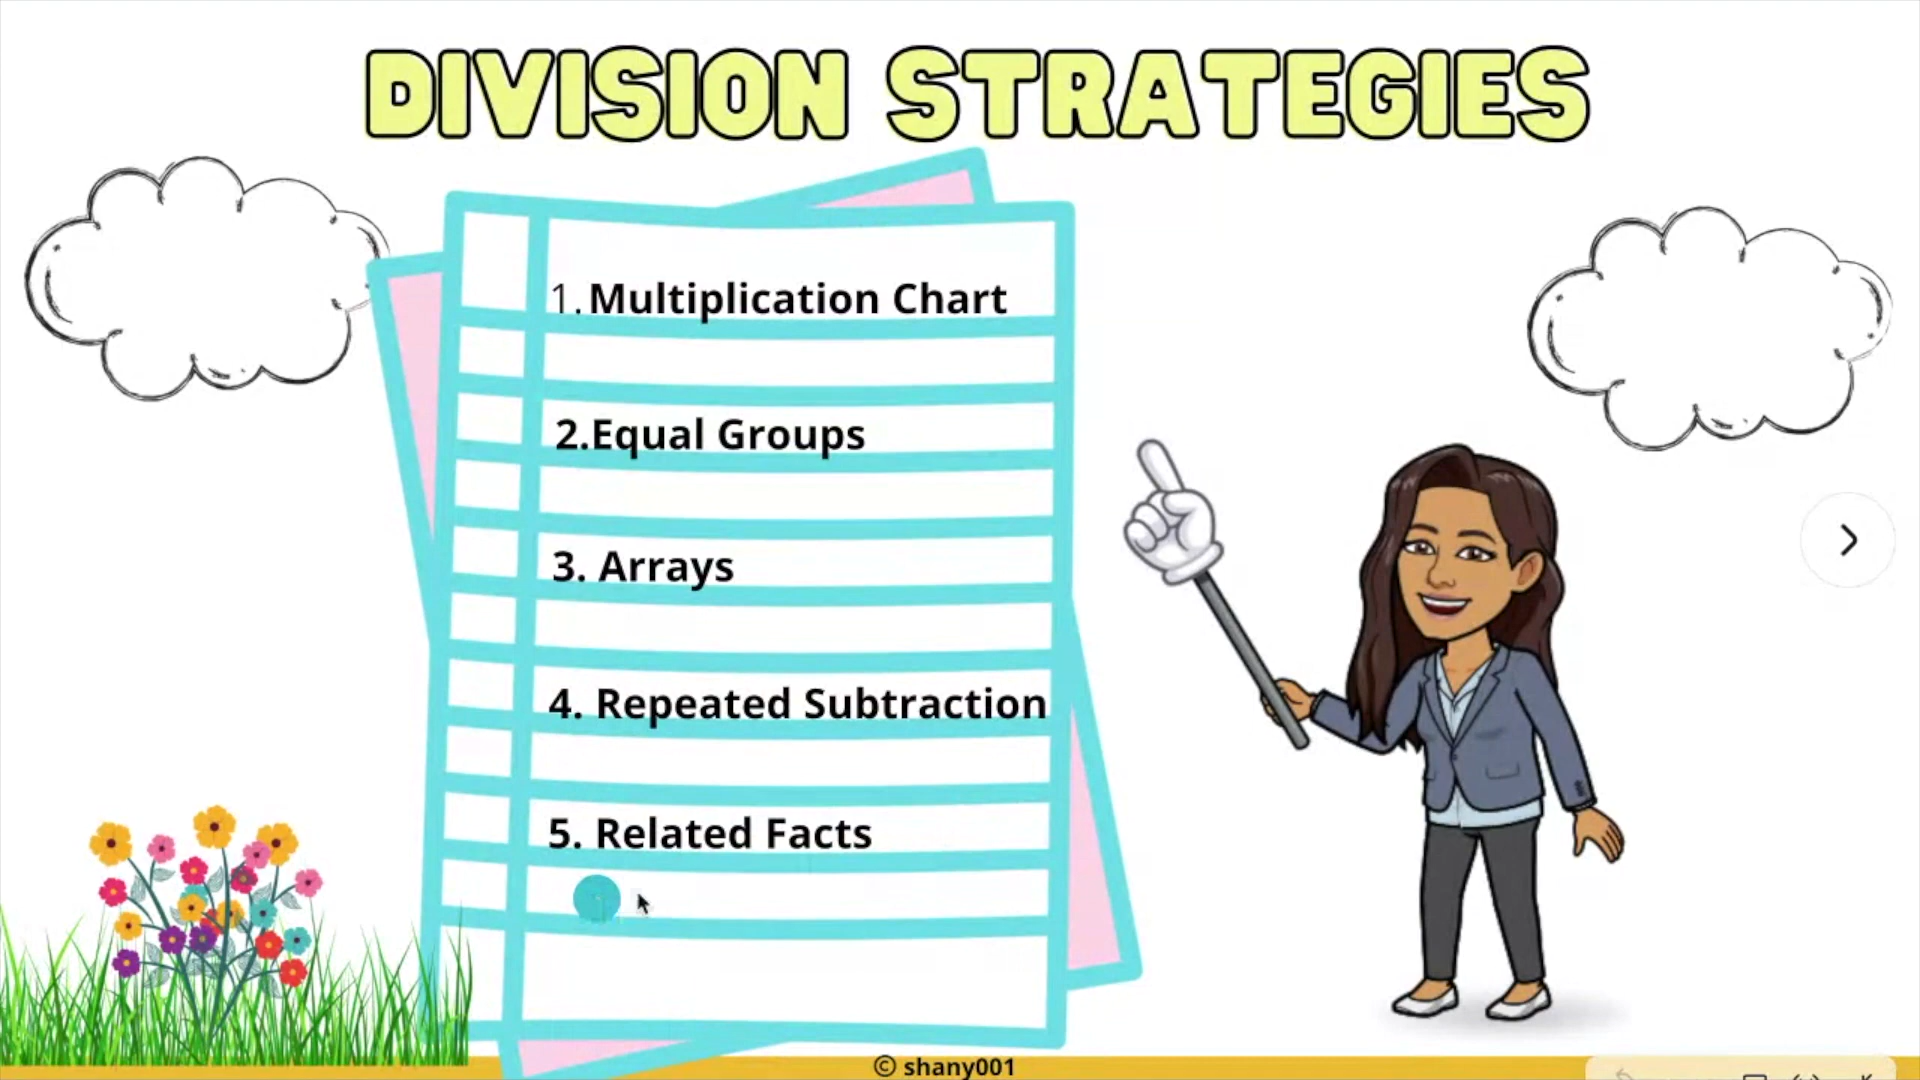 DIVISION STRATEGIES
1. Multiplication Chart
2.Equal Groups
3. Arrays
4. Repeated Subtraction
5. Related Facts
© shany001